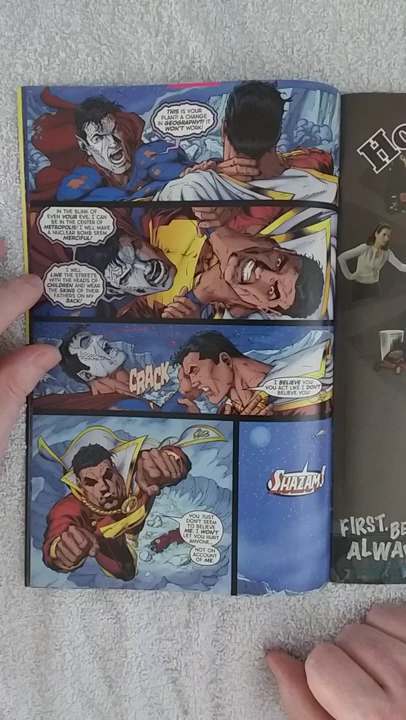 THIS IS YOUR
PLAN?! A CHANGE
IN GEOGRAPHY?! IT
WON'T WORK!
IN THE BLINK OF
EVEN YOUR EYE, I CAN
BE IN THE CENTER OF
METROPOLIS! I WILL MAKE
A NUCLEAR BOMB SEEM
MERCIFUL!
I WILL
LINE THE STREETS
WITH THE HEADS OF
CHILDREN AND WEAR
THE SKINS OF THEIR
FATHERS ON MY
BACK!
CRACK
I BELIEVE YOU.
YOU ACT LIKE I DON'T
BELIEVE YOU.
YOU JUST
DON'T SEEM
TO BELIEVE
ME. I WON'T
LET YOU HURT
ANYONE...
NOT ON
ACCOUNT
OF ME.
SHAZAM!
HO
FIRST, BE
ALWA